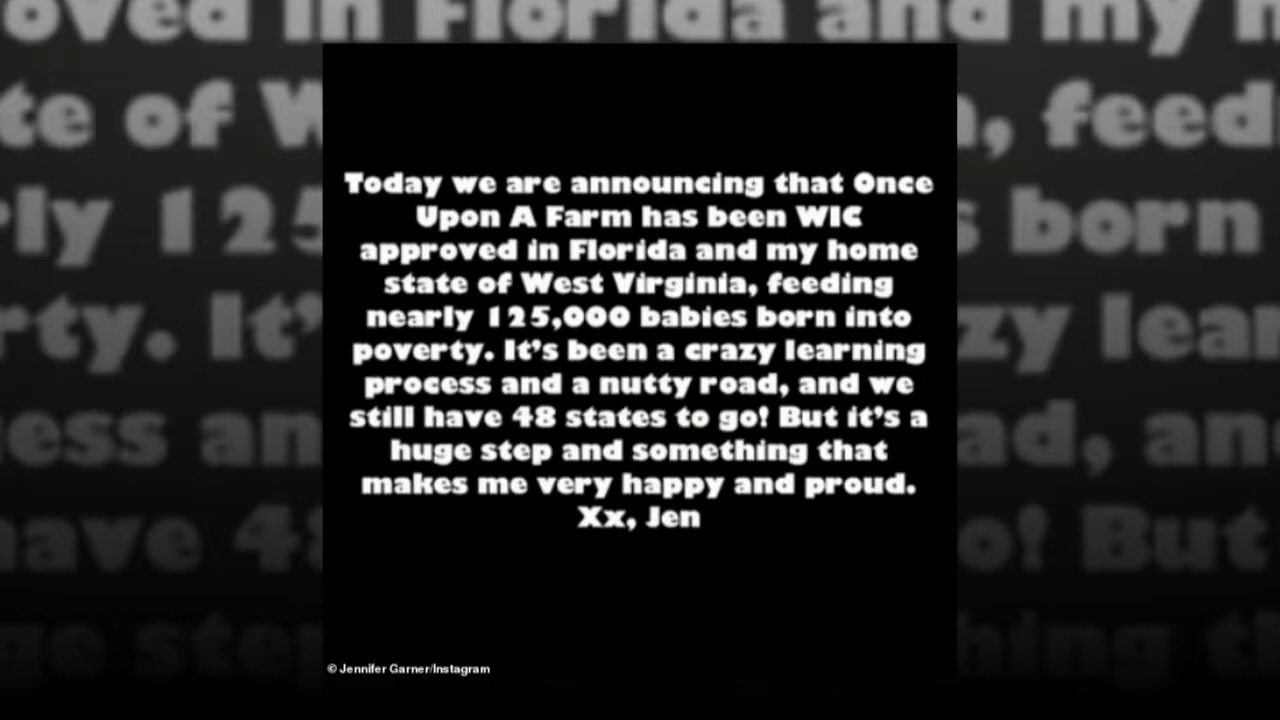 Today we are announcing that Once
Upon A Farm has been WIC
approved in Florida and my home
state of West Virginia, feeding
nearly 125,000 babies born into
poverty. It's been a crazy learning
process and a nutty road, and we
still have 48 states to go! But it's a
huge step and something that
makes me very happy and proud.
Xx, Jen
© Jennifer Garner/Instagram